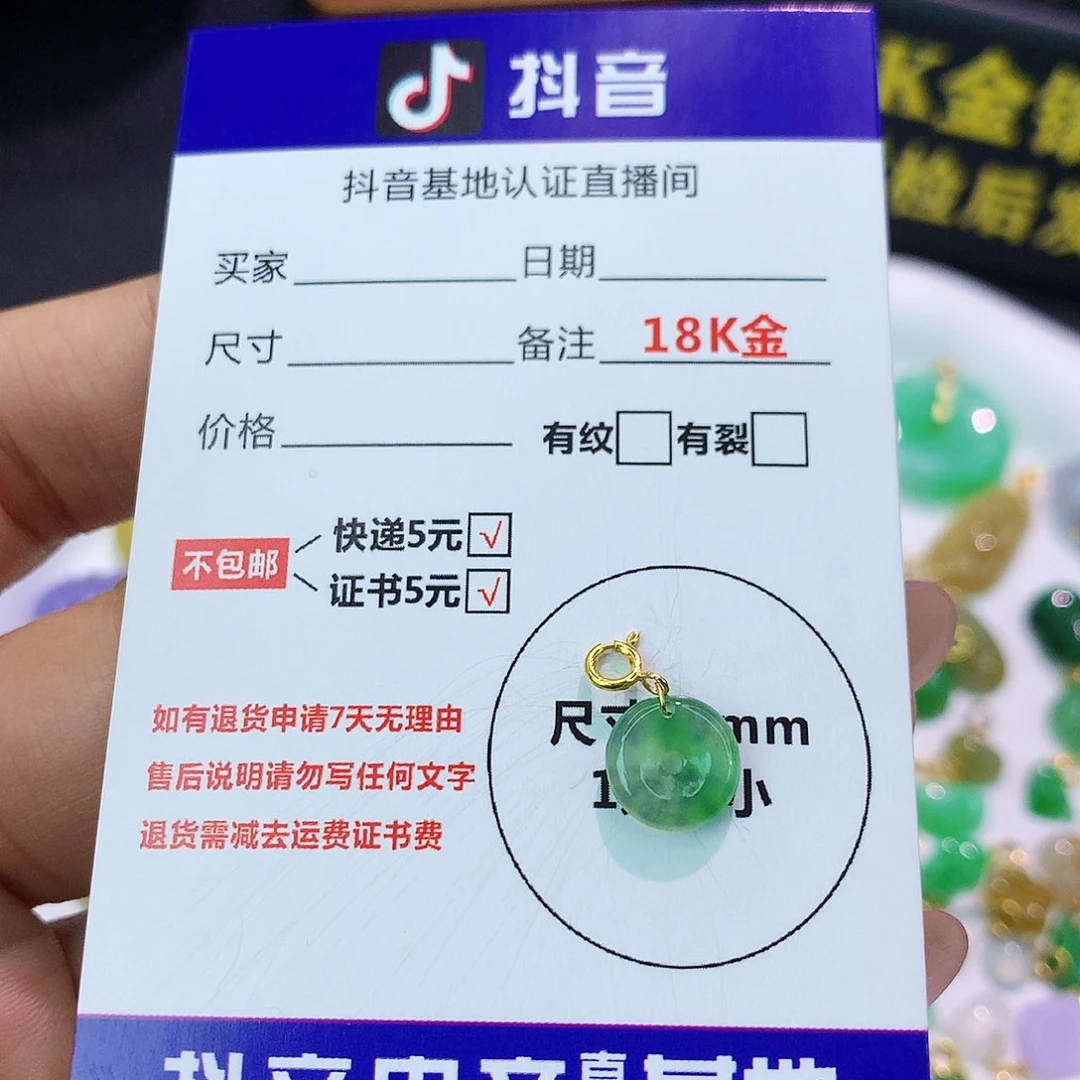 抖音
抖音基地认证直播间
买家 日期
尺寸 备注 18K金
价格 有纹 有裂
不包邮
快递5元 √
证书5元 √
如有退货申请7天无理由
售后说明请勿写任何文字
退货需减去运费证书费
尺 mm
1 小
K金
检后